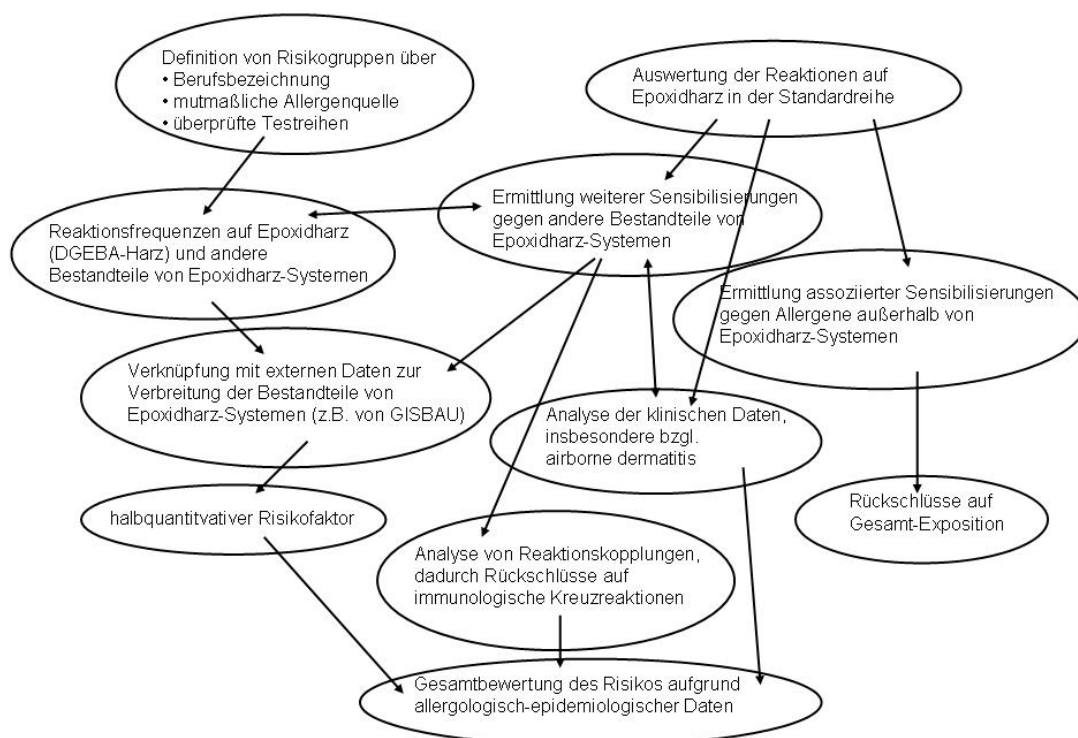 Definition von Risikogruppen über
• Berufsbezeichnung
• mutmaßliche Allergenquelle
• überprüfte Testreihen
Auswertung der Reaktionen auf
Epoxidharz in der Standardreihe
Ermittlung weiterer Sensibilisierungen
gegen andere Bestandteile von
Epoxidharz-Systemen
Reaktionsfrequenzen auf Epoxidharz
(DGEBA-Harz) und andere
Bestandteile von Epoxidharz-Systemen
Ermittlung assoziierter Sensibilisierungen
gegen Allergene außerhalb von
Epoxidharz-Systemen
Verknüpfung mit externen Daten zur
Verbreitung der Bestandteile von
Epoxidharz-Systemen (z.B. von GISBAU)
Analyse der klinischen Daten,
insbesondere bzgl.
airborne dermatitis
halbquantitvativer Risikofaktor
Rückschlüsse auf
Gesamt-Exposition
Analyse von Reaktionskopplungen,
dadurch Rückschlüsse auf
immunologische Kreuzreaktionen
Gesamtbewertung des Risikos aufgrund
allergologisch-epidemiologischer Daten